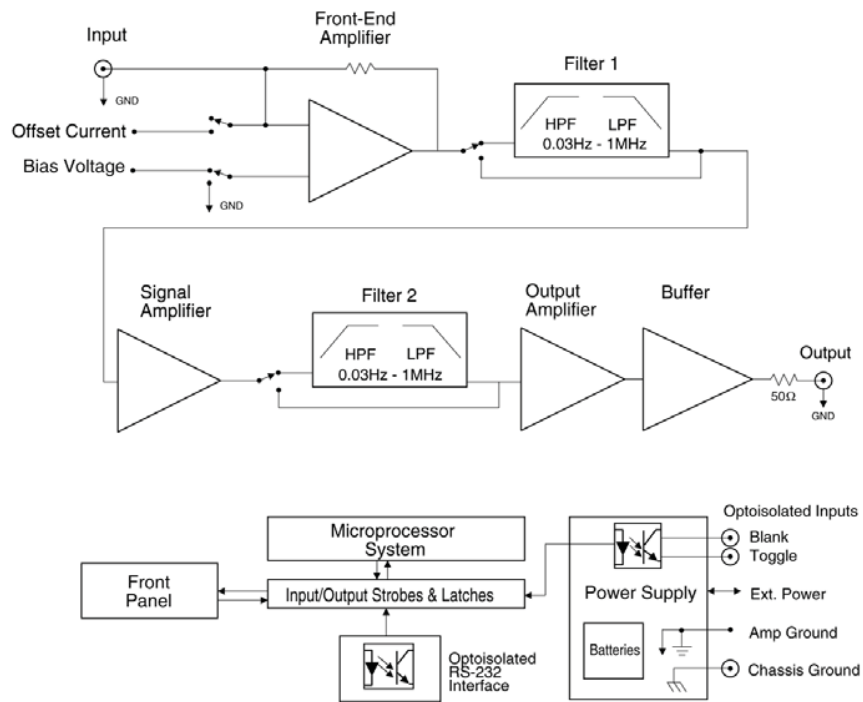 Front-End
Amplifier
Input
Filter 1
GND
Offset Current
HPF LPF
0.03Hz - 1MHz
Bias Voltage
GND
Signal
Amplifier
Filter 2
Output
Amplifier
Buffer
HPF LPF
0.03Hz - 1MHz
Output
50Ω
GND
Microprocessor
System
Optoisolated Inputs
Blank
Toggle
Front
Panel
Input/Output Strobes & Latches
Power Supply
Ext. Power
Batteries
Amp Ground
Optoisolated
RS-232
Interface
Chassis Ground